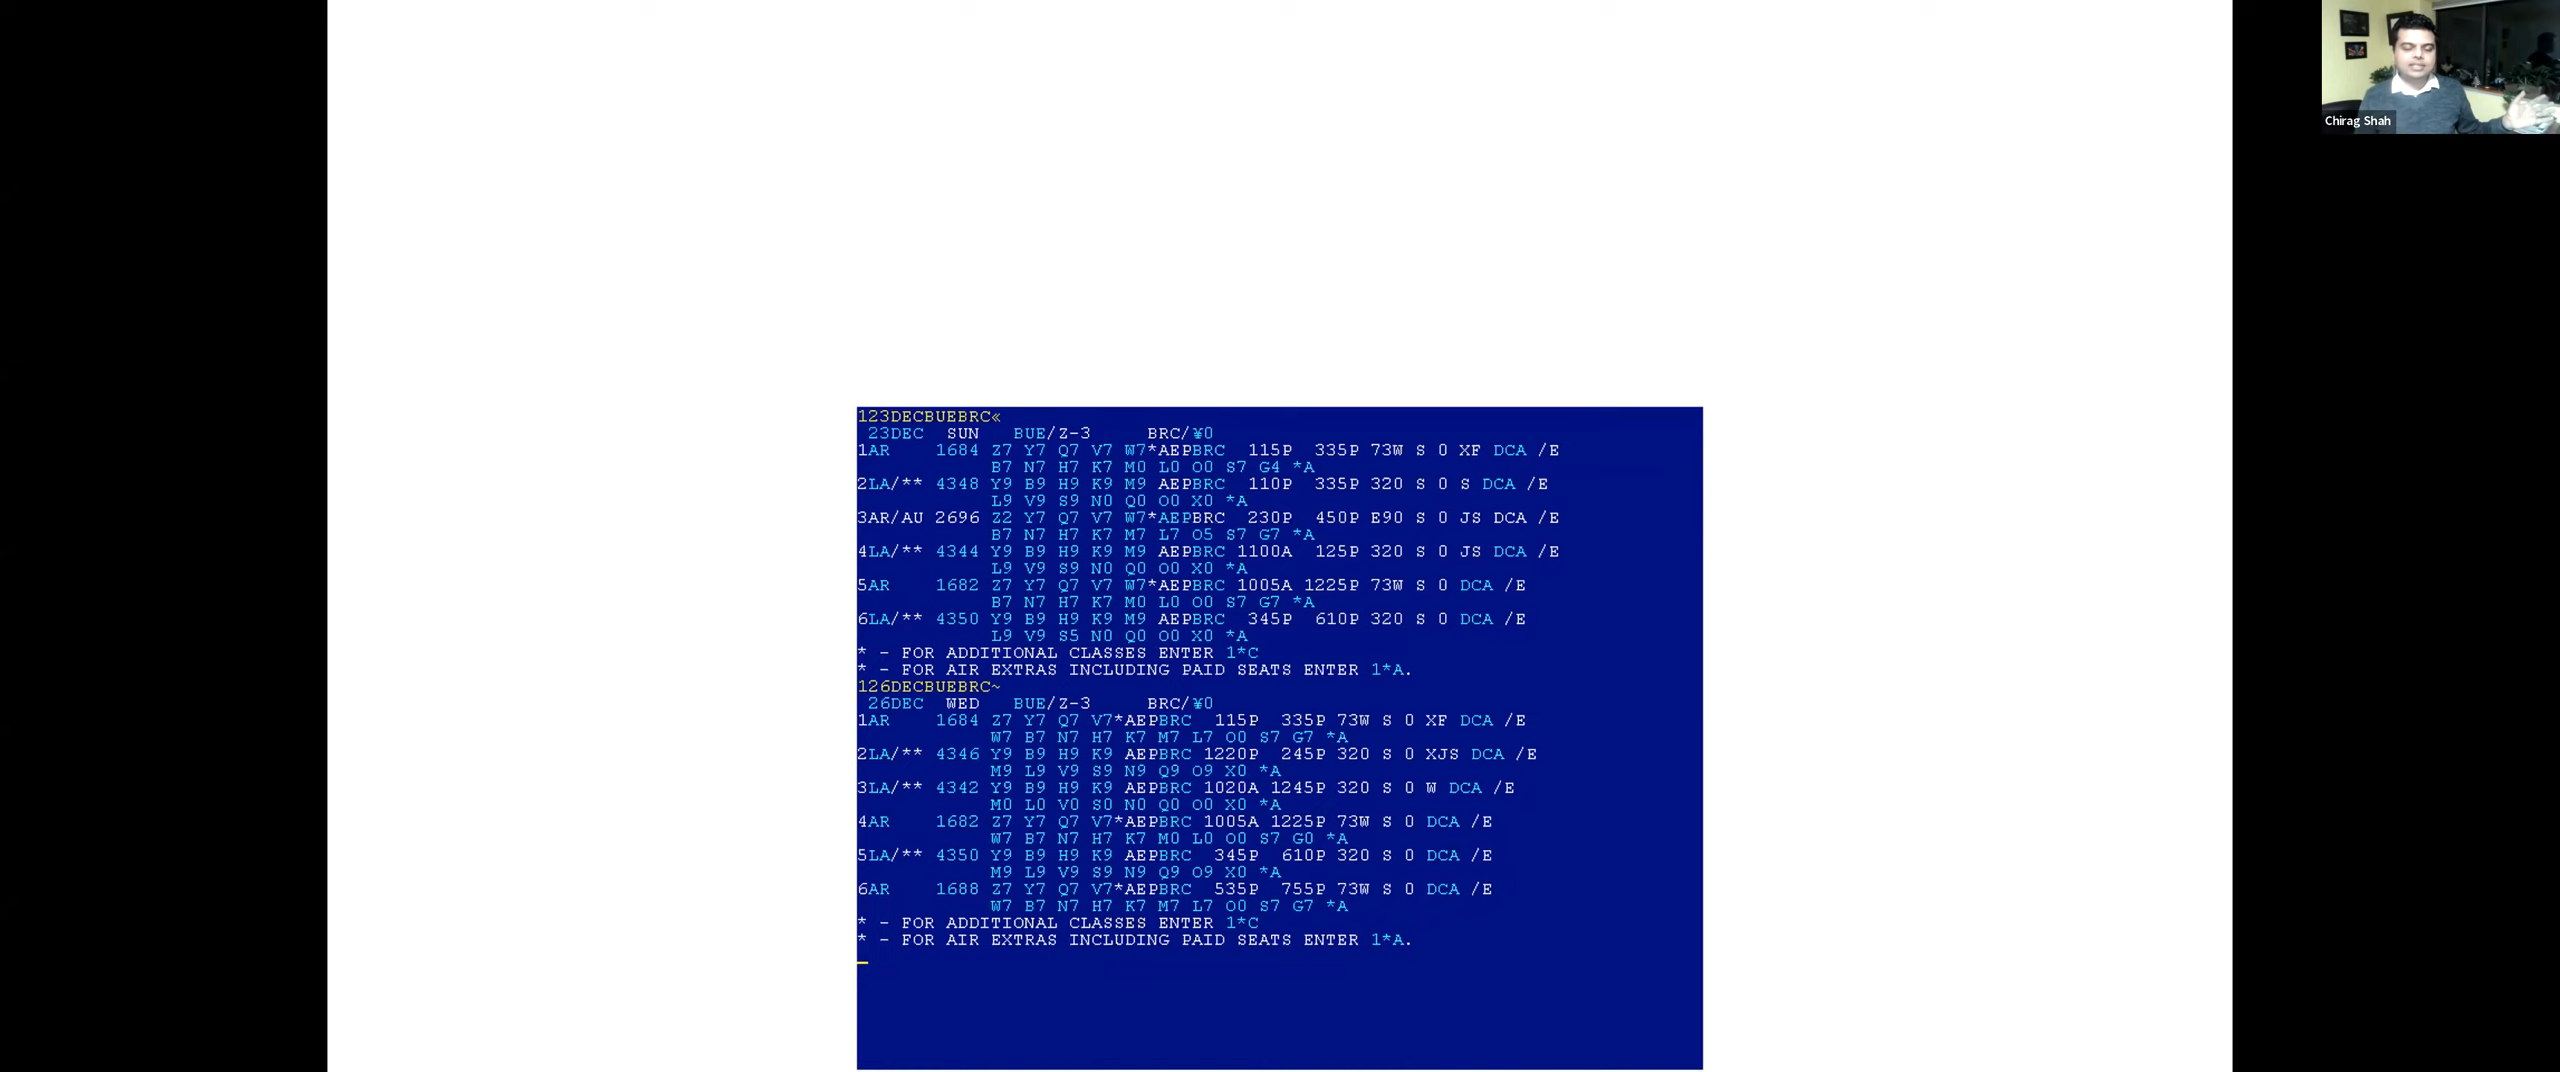 Chirag Shah
123DECBUEBRC«
23DEC SUN BUE/Z-3 BRC/¥0
1AR 1684 Z7 Y7 Q7 V7 W7*AEPBRC 115P 335P 73W S 0 XF DCA /E
B7 N7 H7 K7 M0 L0 O0 S7 G4 *A
2LA/** 4348 Y9 B9 H9 K9 M9 AEPBRC 110P 335P 320 S 0 S DCA /E
L9 V9 S9 N0 Q0 O0 X0 *A
3AR/AU 2696 Z2 Y7 Q7 V7 W7*AEPBRC 230P 450P E90 S 0 JS DCA /E
B7 N7 H7 K7 M7 L7 O5 S7 G7 *A
4LA/** 4344 Y9 B9 H9 K9 M9 AEPBRC 1100A 125P 320 S 0 JS DCA /E
L9 V9 S9 N0 Q0 O0 X0 *A
5AR 1682 Z7 Y7 Q7 V7 W7*AEPBRC 1005A 1225P 73W S 0 DCA /E
B7 N7 H7 K7 M0 L0 O0 S7 G7 *A
6LA/** 4350 Y9 B9 H9 K9 M9 AEPBRC 345P 610P 320 S 0 DCA /E
L9 V9 S5 N0 Q0 O0 X0 *A
* - FOR ADDITIONAL CLASSES ENTER 1*C
* - FOR AIR EXTRAS INCLUDING PAID SEATS ENTER 1*A.
126DECBUEBRC~
26DEC WED BUE/Z-3 BRC/¥0
1AR 1684 Z7 Y7 Q7 V7*AEPBRC 115P 335P 73W S 0 XF DCA /E
W7 B7 N7 H7 K7 M7 L7 O0 S7 G7 *A
2LA/** 4346 Y9 B9 H9 K9 AEPBRC 1220P 245P 320 S 0 XJS DCA /E
M9 L9 V9 S9 N9 Q9 O9 X0 *A
3LA/** 4342 Y9 B9 H9 K9 AEPBRC 1020A 1245P 320 S 0 W DCA /E
M0 L0 V0 S0 N0 Q0 O0 X0 *A
4AR 1682 Z7 Y7 Q7 V7*AEPBRC 1005A 1225P 73W S 0 DCA /E
W7 B7 N7 H7 K7 M0 L0 O0 S7 G0 *A
5LA/** 4350 Y9 B9 H9 K9 AEPBRC 345P 610P 320 S 0 DCA /E
M9 L9 V9 S9 N9 Q9 O9 X0 *A
6AR 1688 Z7 Y7 Q7 V7*AEPBRC 535P 755P 73W S 0 DCA /E
W7 B7 N7 H7 K7 M7 L7 O0 S7 G7 *A
* - FOR ADDITIONAL CLASSES ENTER 1*C
* - FOR AIR EXTRAS INCLUDING PAID SEATS ENTER 1*A.